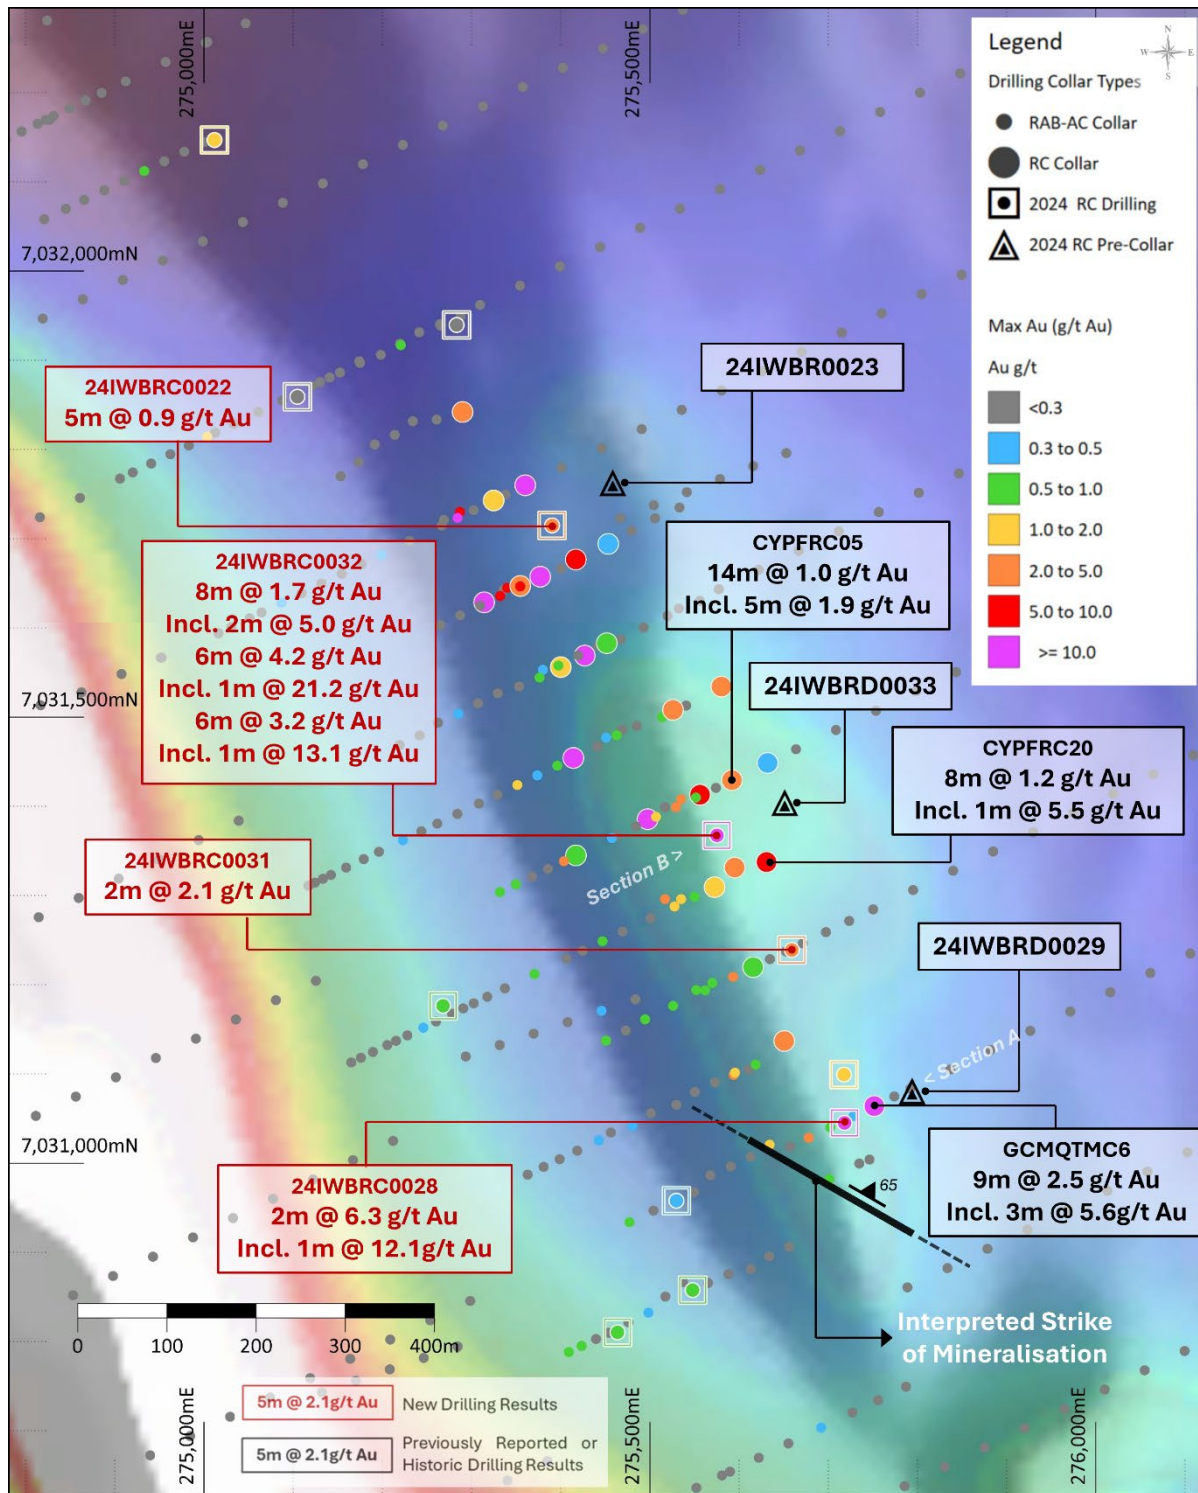 275,000mE
275,500mE
Legend
N
W
E
S
Drilling Collar Types
RAB-AC Collar
RC Collar
2024 RC Drilling
2024 RC Pre-Collar
Max Au (g/t Au)
Au g/t
<0.3
0.3 to 0.5
0.5 to 1.0
1.0 to 2.0
2.0 to 5.0
5.0 to 10.0
>= 10.0
7,032,000mN
24IWBR0023
24IWBRC0022
5m @ 0.9 g/t Au
CYPFRC05
14m @ 1.0 g/t Au
Incl. 5m @ 1.9 g/t Au
24IWBRC0032
8m @ 1.7 g/t Au
Incl. 2m @ 5.0 g/t Au
6m @ 4.2 g/t Au
Incl. 1m @ 21.2 g/t Au
6m @ 3.2 g/t Au
Incl. 1m @ 13.1 g/t Au
24IWBRD0033
7,031,500mN
CYPFRC20
8m @ 1.2 g/t Au
Incl. 1m @ 5.5 g/t Au
24IWBRC0031
2m @ 2.1 g/t Au
Section B >
24IWBRD0029
< Section A
7,031,000mN
GCMQTMC6
9m @ 2.5 g/t Au
Incl. 3m @ 5.6g/t Au
65
24IWBRC0028
2m @ 6.3 g/t Au
Incl. 1m @ 12.1g/t Au
Interpreted Strike
of Mineralisation
0
100
200
300
400m
5m @ 2.1g/t Au
New Drilling Results
5m @ 2.1g/t Au
Previously Reported or
Historic Drilling Results
275,000mE
275,500mE
276,000mE